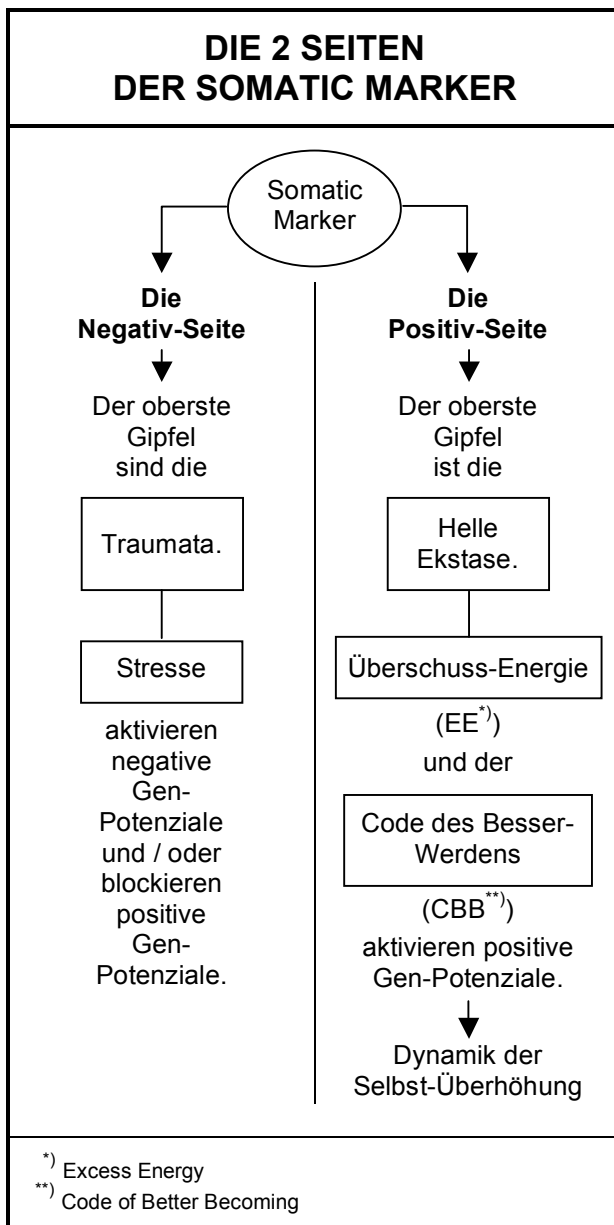 DIE 2 SEITEN
DER SOMATIC MARKER
Somatic
Marker
Die
Negativ-Seite
Der oberste
Gipfel
sind die
Traumata.
Stresse
aktivieren
negative
Gen-
Potenziale
und / oder
blockieren
positive
Gen-
Potenziale.
Die
Positiv-Seite
Der oberste
Gipfel
ist die
Helle
Ekstase.
Überschuss-Energie
(EE*))
und der
Code des Besser-
Werdens
(CBB**))
aktivieren positive
Gen-Potenziale.
Dynamik der
Selbst-Überhöhung
*) Excess Energy
**) Code of Better Becoming